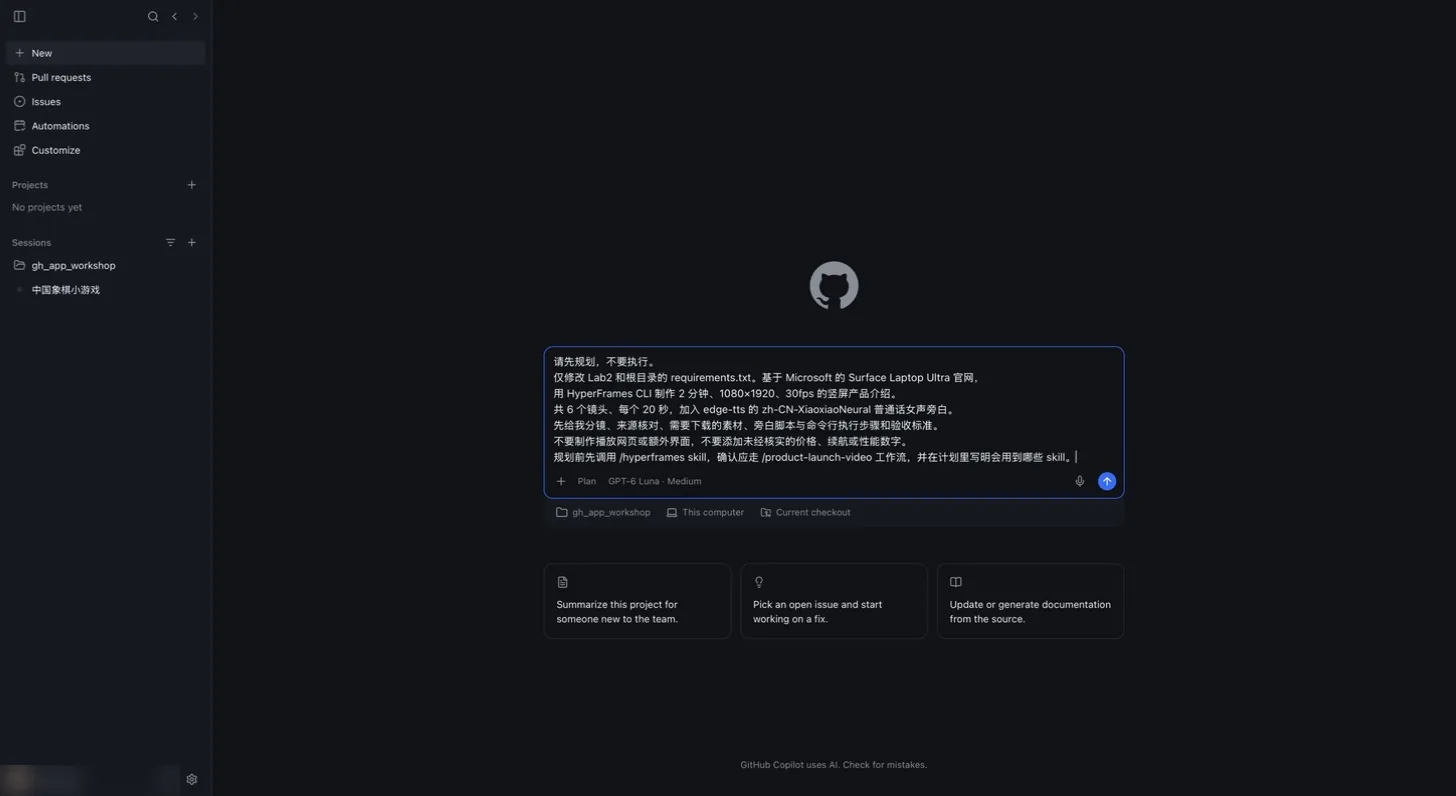 New
Pull requests
Issues
Automations
Customize
Projects
No projects yet
Sessions
gh_app_workshop
中国象棋小游戏
请先规划，不要执行。
仅修改 Lab2 和根目录的 requirements.txt。基于 Microsoft 的 Surface Laptop Ultra 官网，
用 HyperFrames CLI 制作 2 分钟、1080×1920、30fps 的竖屏产品介绍。
共 6 个镜头、每个 20 秒，加入 edge-tts 的 zh-CN-XiaoxiaoNeural 普通话女声旁白。
先给我分镜、来源核对、需要下载的素材、旁白脚本与命令行执行步骤和验收标准。
不要制作播放网页或额外界面，不要添加未经核实的价格、续航或性能数字。
规划前先调用 /hyperframes skill，确认应走 /product-launch-video 工作流，并在计划里写明会用到哪些 skill。
Plan GPT-6 Luna · Medium
gh_app_workshop This computer Current checkout
Summarize this project for
someone new to the team.
Pick an open issue and start
working on a fix.
Update or generate documentation
from the source.
GitHub Copilot uses AI. Check for mistakes.